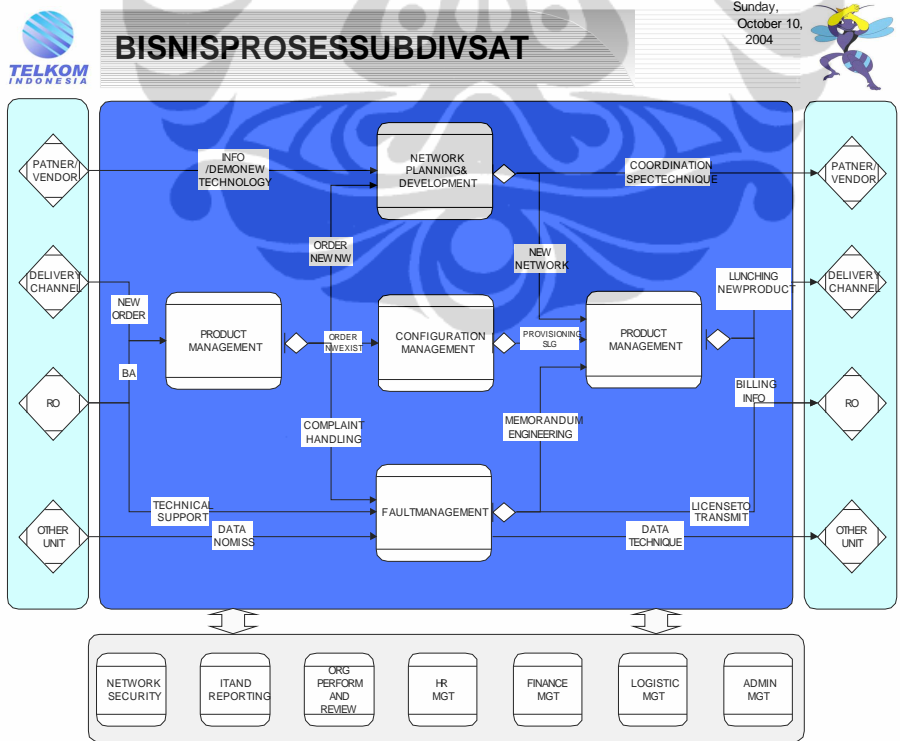 Sunday,
October 10,
2004
TELKOM
INDONESIA
BISNISPROSESSUBDIVSAT
PATNER/
VENDOR
INFO
/DEMONEW
TECHNOLOGY
NETWORK
PLANNING&
DEVELOPMENT
COORDINATION
SPECTECHNIQUE
PATNER/
VENDOR
ORDER
NEWNW
NEW
NETWORK
DELIVERY
CHANNEL
LUNCHING
NEWPRODUCT
DELIVERY
CHANNEL
NEW
ORDER
PRODUCT
MANAGEMENT
ORDER
NWEXIST
CONFIGURATION
MANAGEMENT
PROVISIONING
SLG
PRODUCT
MANAGEMENT
BA
BILLING
INFO
RO
RO
COMPLAINT
HANDLING
MEMORANDUM
ENGINEERING
TECHNICAL
SUPPORT
FAULTMANAGEMENT
LICENSETO
TRANSMIT
OTHER
UNIT
DATA
NOMISS
DATA
TECHNIQUE
OTHER
UNIT
NETWORK
SECURITY
ITAND
REPORTING
ORG
PERFORM
AND
REVIEW
HR
MGT
FINANCE
MGT
LOGISTIC
MGT
ADMIN
MGT